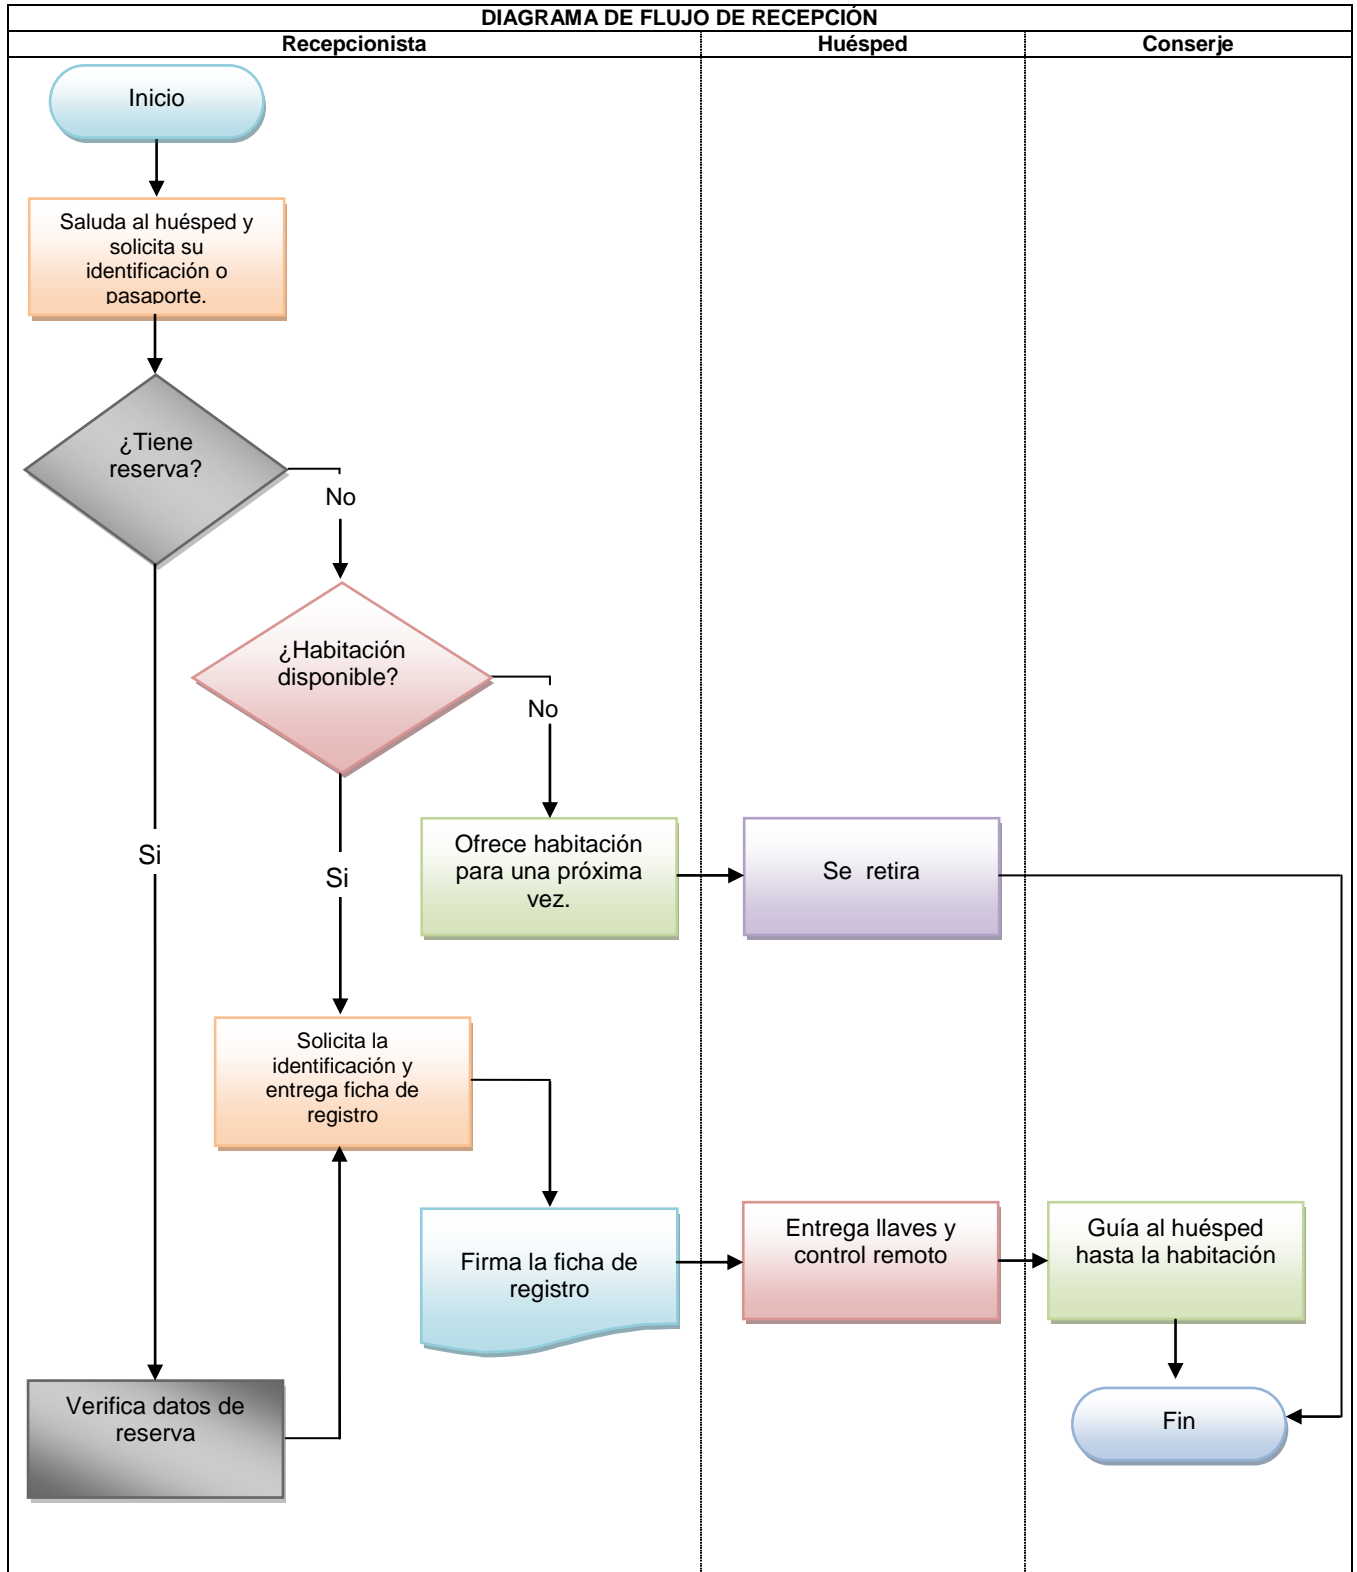 DIAGRAMA DE FLUJO DE RECEPCIÓN
Recepcionista
Huésped
Conserje
Inicio
Saluda al huésped y
solicita su
identificación o
pasaporte.
¿Tiene
reserva?
No
¿Habitación
disponible?
No
Si
Si
Ofrece habitación
para una próxima
vez.
Se retira
Solicita la
identificación y
entrega ficha de
registro
Firma la ficha de
registro
Entrega llaves y
control remoto
Guía al huésped
hasta la habitación
Verifica datos de
reserva
Fin